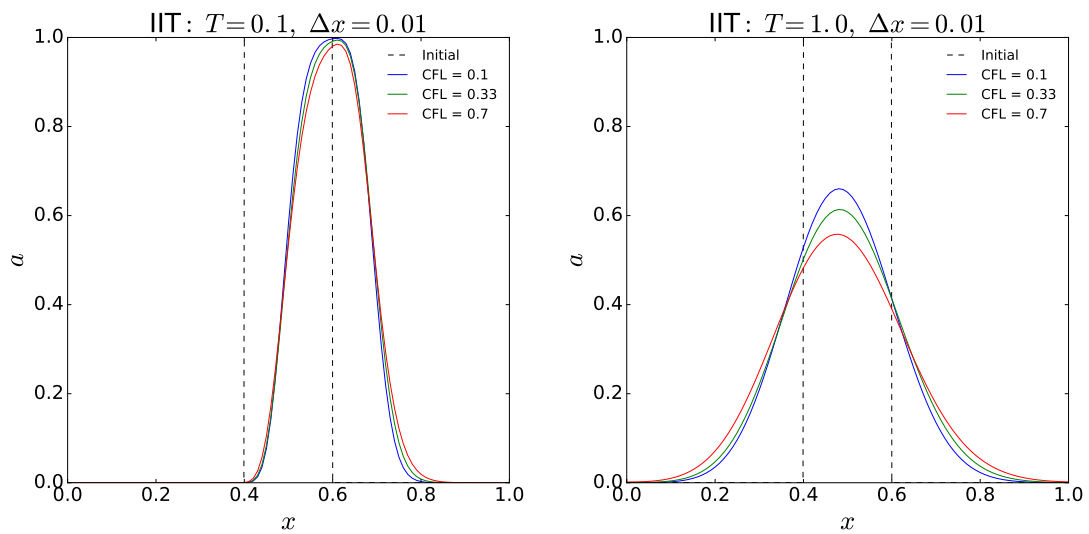 IIT: T=0.1, Δx=0.01
1.0
0.8
0.6
0.4
0.2
0.0
a
0.0 0.2 0.4 0.6 0.8 1.0
x
Initial
CFL = 0.1
CFL = 0.33
CFL = 0.7
IIT: T=1.0, Δx=0.01
1.0
0.8
0.6
0.4
0.2
0.0
a
0.0 0.2 0.4 0.6 0.8 1.0
x
Initial
CFL = 0.1
CFL = 0.33
CFL = 0.7